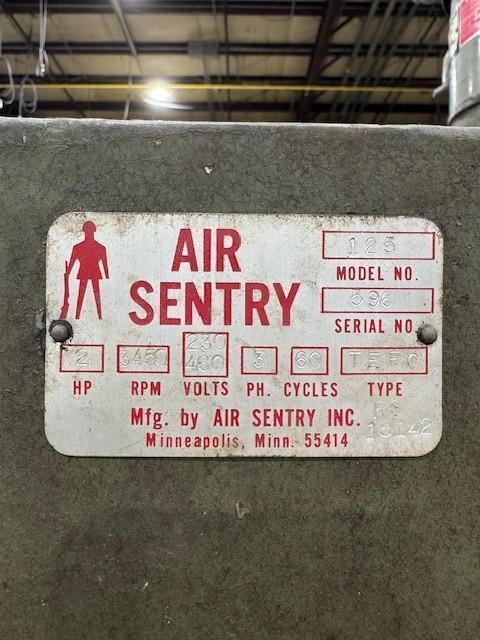 AIR
SENTRY
125
MODEL NO.
596
SERIAL NO.
2 3450 230 460 3 60 TEFC
HP RPM VOLTS PH. CYCLES TYPE
Mfg. by AIR SENTRY INC.
Minneapolis, Minn. 55414